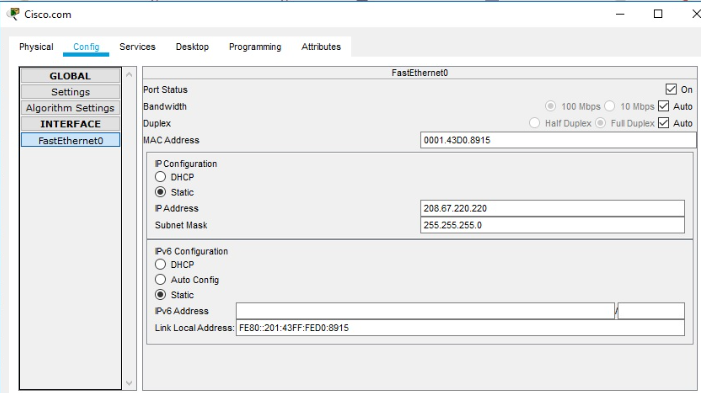 Cisco.com
Physical Config Services Desktop Programming Attributes
GLOBAL
Settings
Algorithm Settings
INTERFACE
FastEthernet0
FastEthernet0
Port Status On
Bandwidth 100 Mbps 10 Mbps Auto
Duplex Half Duplex Full Duplex Auto
MAC Address 0001.43D0.8915
IP Configuration
DHCP
Static
IP Address 208.67.220.220
Subnet Mask 255.255.255.0
IPv6 Configuration
DHCP
Auto Config
Static
IPv6 Address /
Link Local Address: FE80::201:43FF:FED0:8915